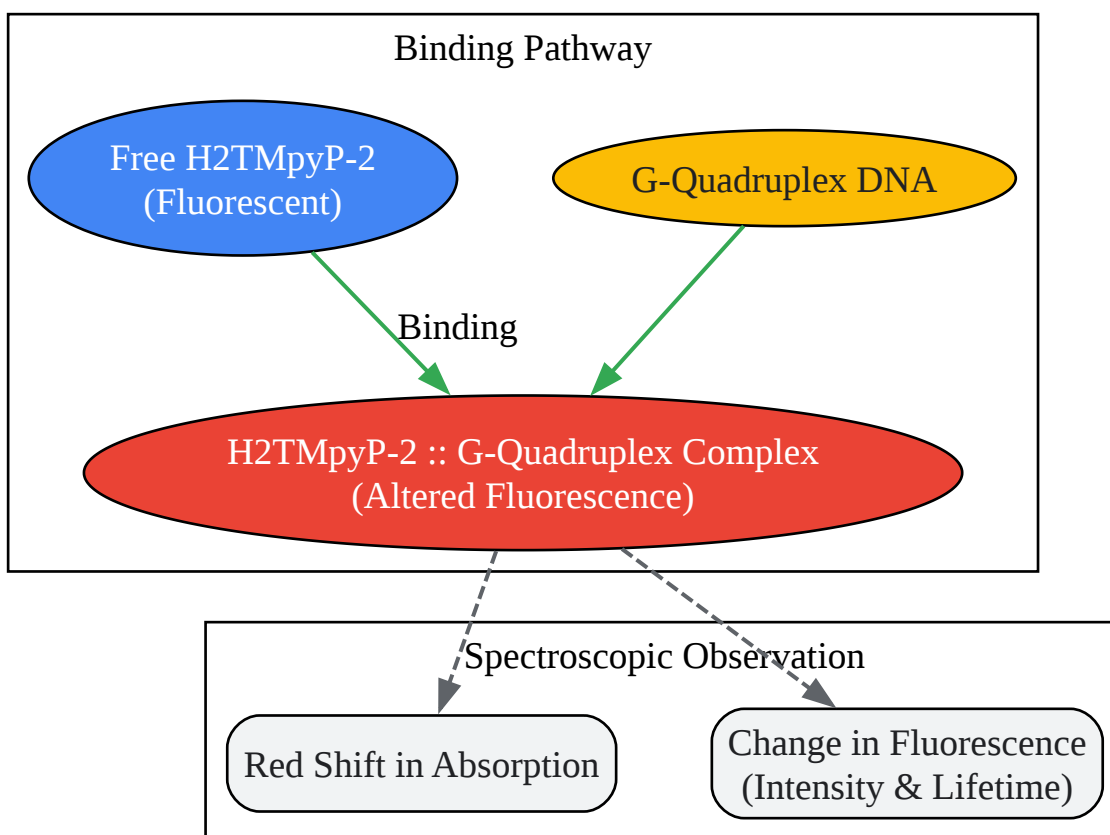 Binding Pathway
Free H2TMpyP-2
(Fluorescent)
G-Quadruplex DNA
Binding
H2TMpyP-2 :: G-Quadruplex Complex
(Altered Fluorescence)
Spectroscopic Observation
Red Shift in Absorption
Change in Fluorescence
(Intensity & Lifetime)